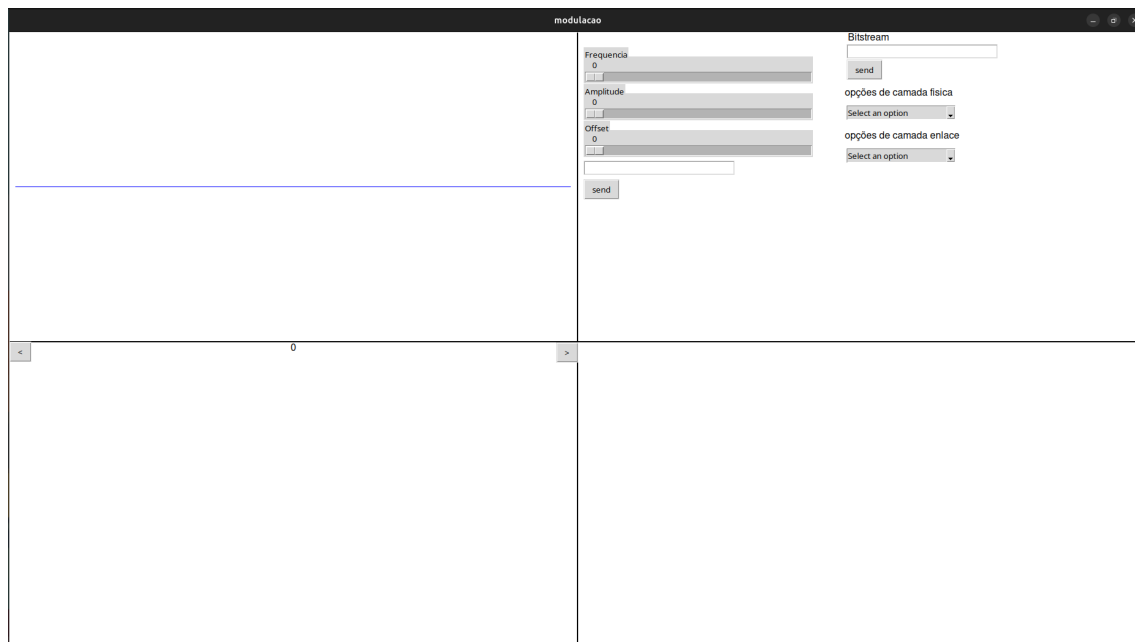 modulacao
Frequencia
0
Amplitude
0
Offset
0
send
Bitstream
send
opções de camada fisica
Select an option
opções de camada enlace
Select an option
<
0
>